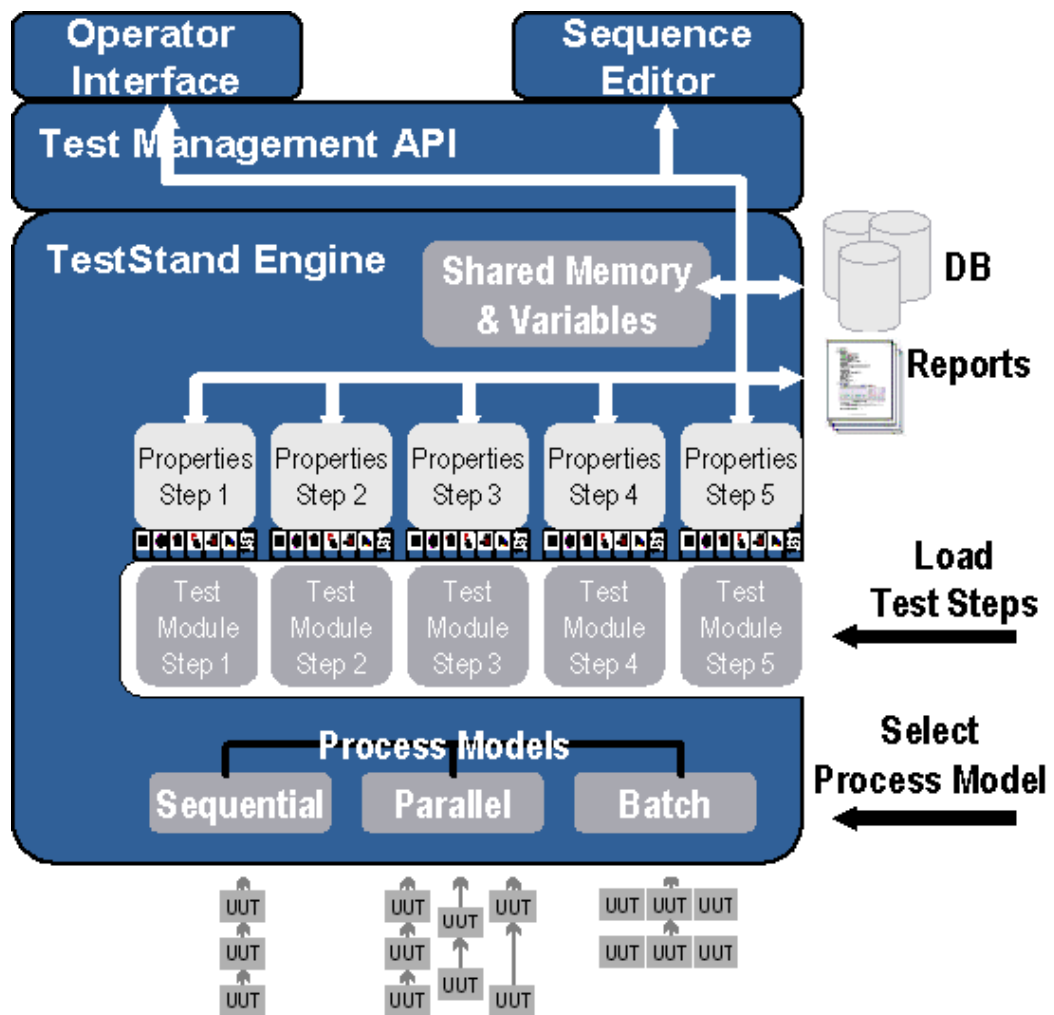 Operator
Interface
Sequence
Editor
Test Management API
TestStand Engine
Shared Memory
& Variables
DB
Reports
Properties
Step 1
Properties
Step 2
Properties
Step 3
Properties
Step 4
Properties
Step 5
Test
Module
Step 1
Test
Module
Step 2
Test
Module
Step 3
Test
Module
Step 4
Test
Module
Step 5
Load
Test Steps
Process Models
Sequential
Parallel
Batch
Select
Process Model
UUT
UUT
UUT
UUT
UUT
UUT
UUT
UUT
UUT
UUT
UUT UUT UUT
UUT UUT UUT